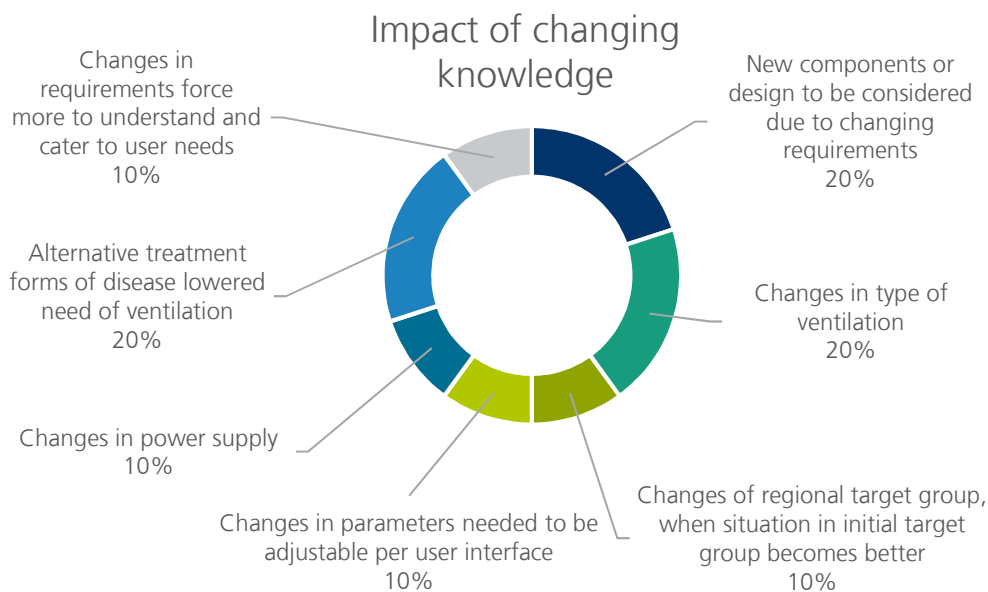 Impact of changing
knowledge
New components or
design to be considered
due to changing
requirements
20%
Changes in type of
ventilation
20%
Changes of regional target group,
when situation in initial target
group becomes better
10%
Changes in parameters needed to be
adjustable per user interface
10%
Changes in power supply
10%
Alternative treatment
forms of disease lowered
need of ventilation
20%
Changes in
requirements force
more to understand and
cater to user needs
10%